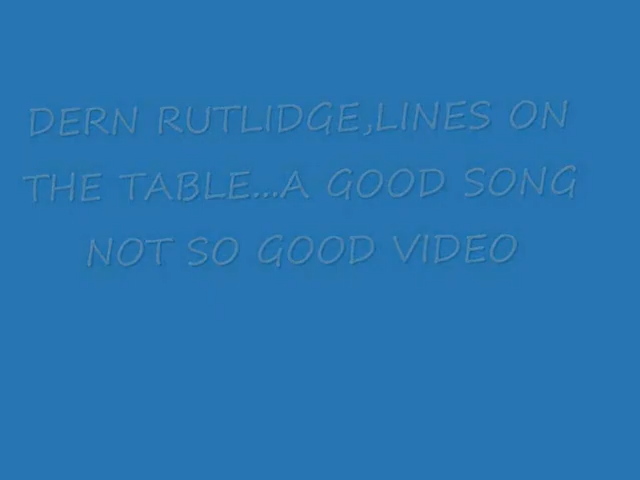 DERN RUTLIDGE,LINES ON
THE TABLE...A GOOD SONG
NOT SO GOOD VIDEO